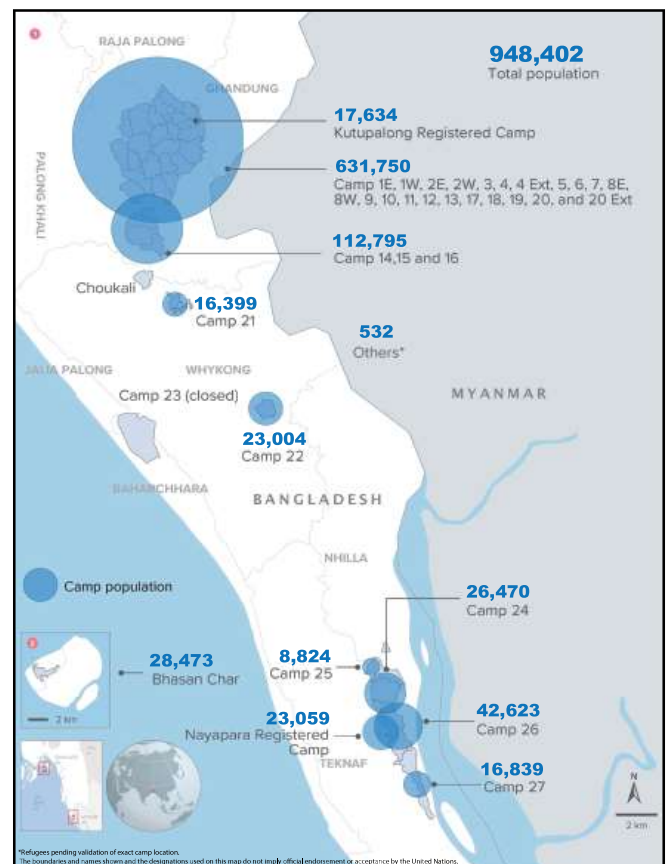 RAJA PALONG
948,402
Total population
GHANDUNG
17,634
Kutupalong Registered Camp
PALONG KHALI
631,750
Camp 1E, 1W, 2E, 2W, 3, 4, 4 Ext, 5, 6, 7, 8E,
8W, 9, 10, 11, 12, 13, 17, 18, 19, 20, and 20 Ext
112,795
Camp 14,15 and 16
Choukali
16,399
Camp 21
532
Others*
JALIA PALONG
WHYKONG
Camp 23 (closed)
MYANMAR
23,004
Camp 22
BAHARCHHARA
BANGLADESH
NHILLA
Camp population
26,470
Camp 24
28,473
Bhasan Char
2 km
8,824
Camp 25
23,059
Nayapara Registered
Camp
42,623
Camp 26
TEKNAF
16,839
Camp 27
N
2 km
*Refugees pending validation of exact camp location.
The boundaries and names shown and the designations used on this map do not imply official endorsement or acceptance by the United Nations.